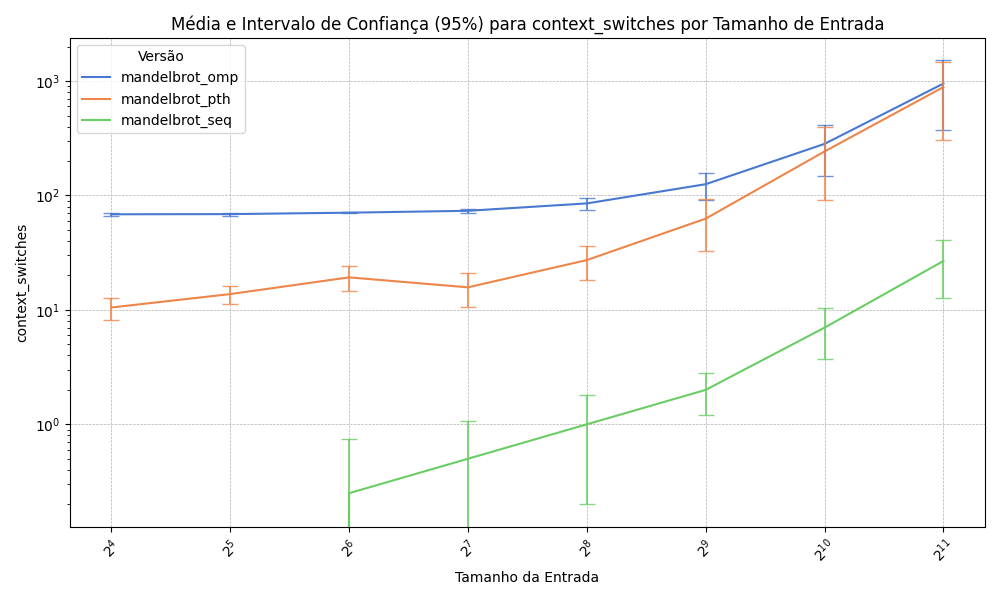 Média e Intervalo de Confiança (95%) para context_switches por Tamanho de Entrada
Versão
mandelbrot_omp
mandelbrot_pth
mandelbrot_seq
context_switches
10³
10²
10¹
10⁰
2⁴
2⁵
2⁶
2⁷
2⁸
2⁹
2¹⁰
2¹¹
Tamanho da Entrada